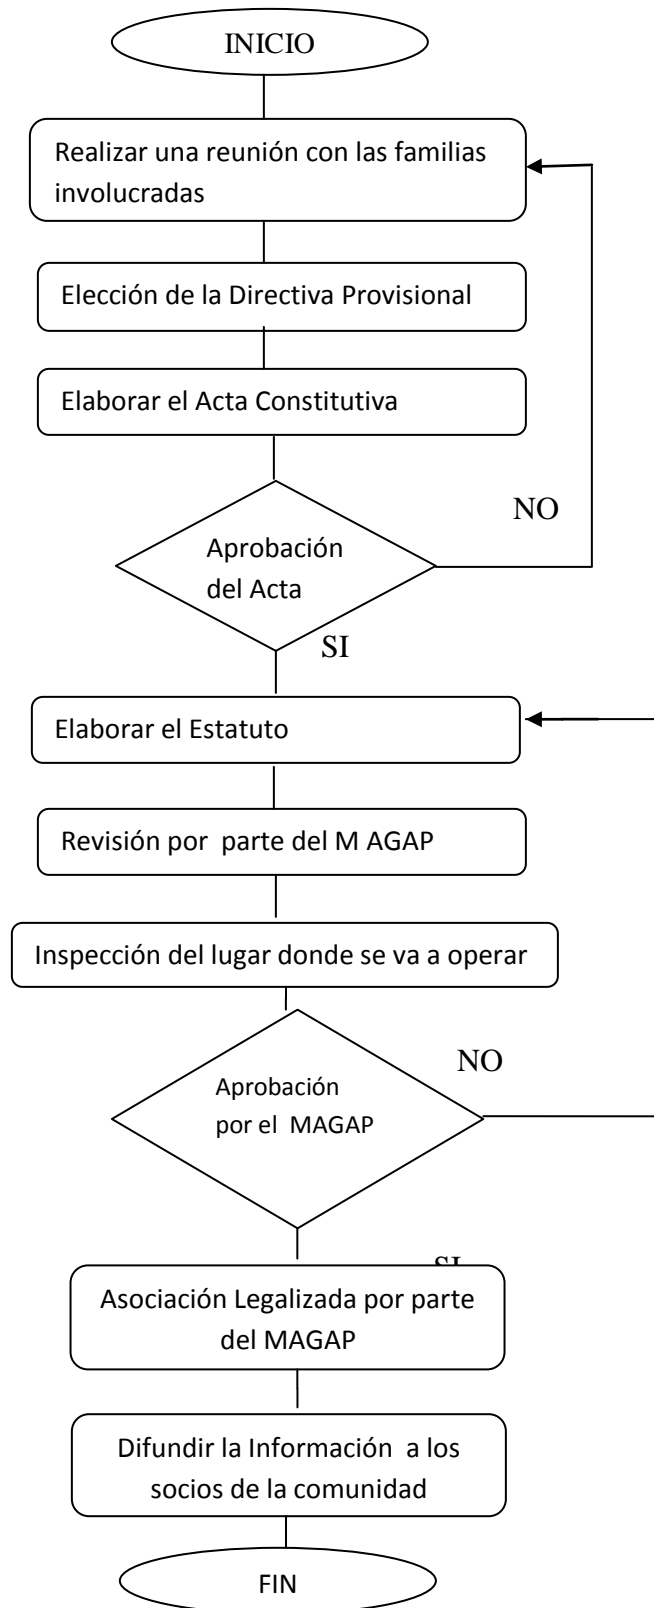 INICIO
Realizar una reunión con las familias
involucradas
Elección de la Directiva Provisional
Elaborar el Acta Constitutiva
NO
Aprobación
del Acta
SI
Elaborar el Estatuto
Revisión por parte del M AGAP
Inspección del lugar donde se va a operar
NO
Aprobación
por el MAGAP
SI
Asociación Legalizada por parte
del MAGAP
Difundir la Información a los
socios de la comunidad
FIN